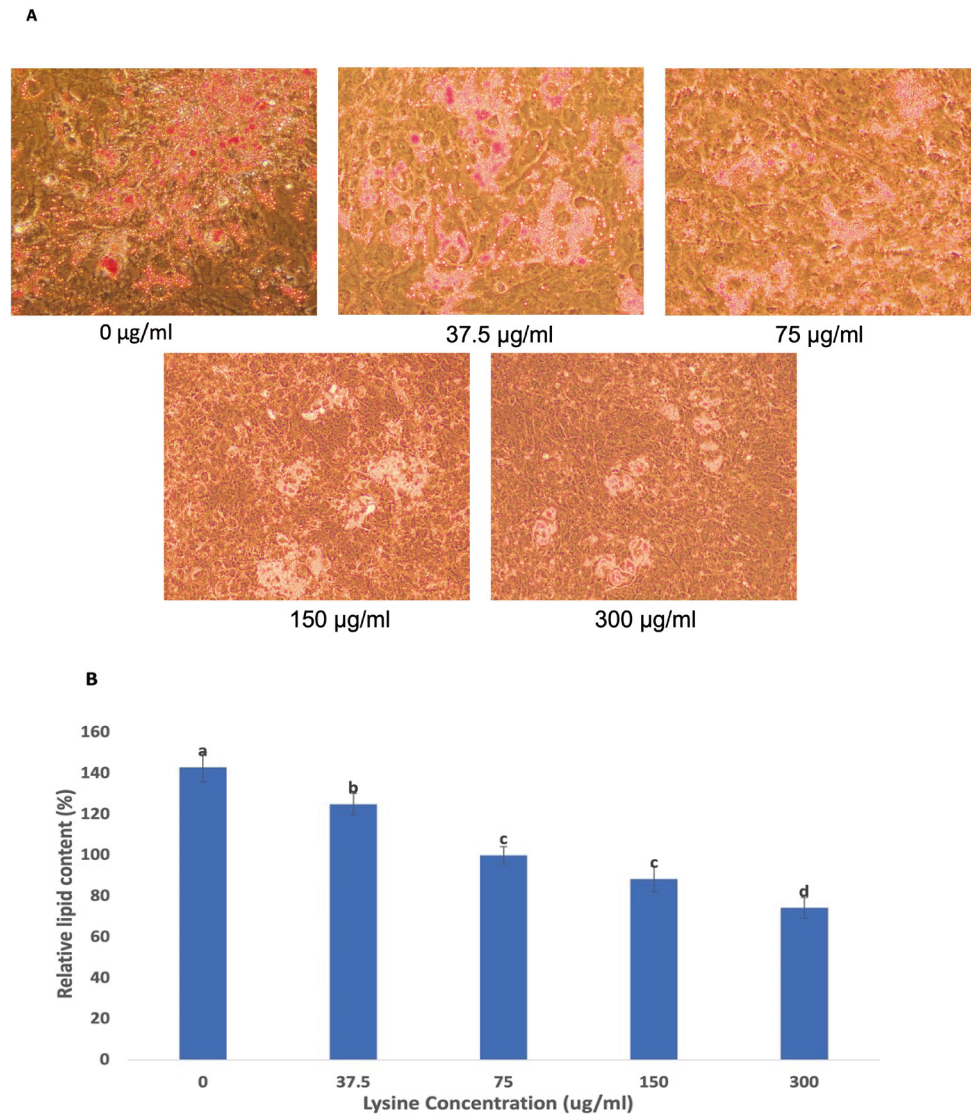 A
0 µg/ml
37.5 µg/ml
75 µg/ml
150 µg/ml
300 µg/ml
B
Relative lipid content (%)
160
140
120
100
80
60
40
20
0
a
b
c
c
d
0
37.5
75
150
300
Lysine Concentration (ug/ml)